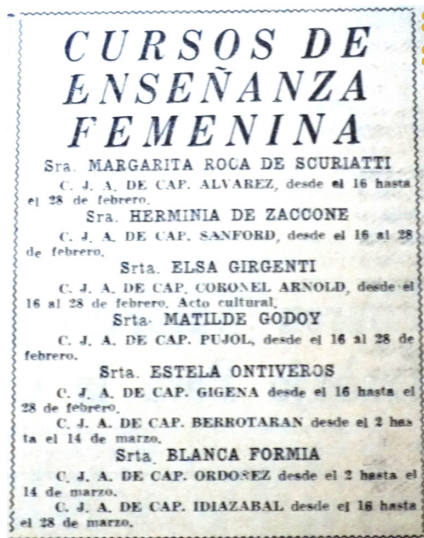 CURSOS DE
ENSEÑANZA
FEMENINA
Sra. MARGARITA ROCA DE SCURIATTI
C. J. A. DE CAP. ALVAREZ, desde el 16 hasta
el 28 de febrero.
Sra. HERMINIA DE ZACCONE
C. J. A. DE CAP. SANFORD, desde el 16 al 28
de febrero.
Srta. ELSA GIRGENTI
C. J. A. DE CAP. CORONEL ARNOLD, desde el
16 al 28 de febrero. Acto cultural.
Srta. MATILDE GODOY
C. J. A. DE CAP. PUJOL, desde el 16 al 28 de
febrero.
Srta. ESTELA ONTIVEROS
C. J. A. DE CAP. GIGENA desde el 16 hasta el
28 de febrero.
C. J. A. DE CAP. BERROTARAN desde el 2 has
ta el 14 de marzo.
Srta. BLANCA FORMIA
C. J. A. DE CAP. ORDOÑEZ desde el 2 hasta el
14 de marzo.
C. J. A. DE CAP. IDIAZABAL desde el 16 hasta
el 28 de marzo.